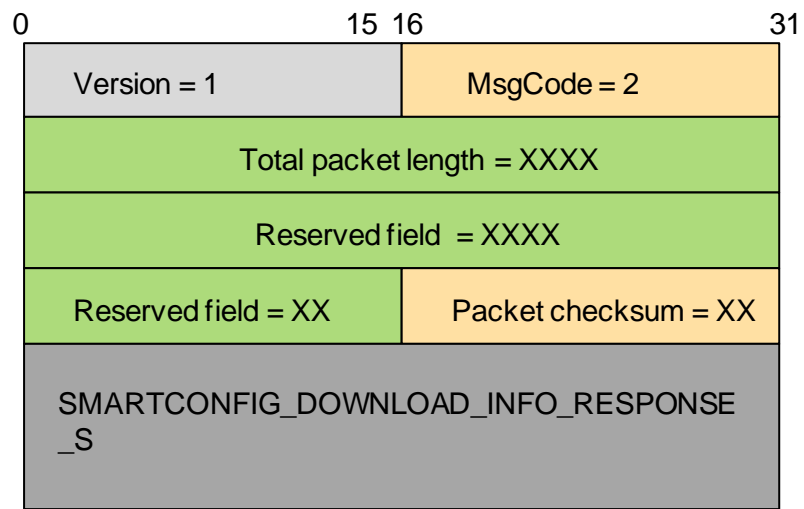 0 15 16 31
Version = 1 MsgCode = 2
Total packet length = XXXX
Reserved field = XXXX
Reserved field = XX Packet checksum = XX
SMARTCONFIG_DOWNLOAD_INFO_RESPONSE
_S